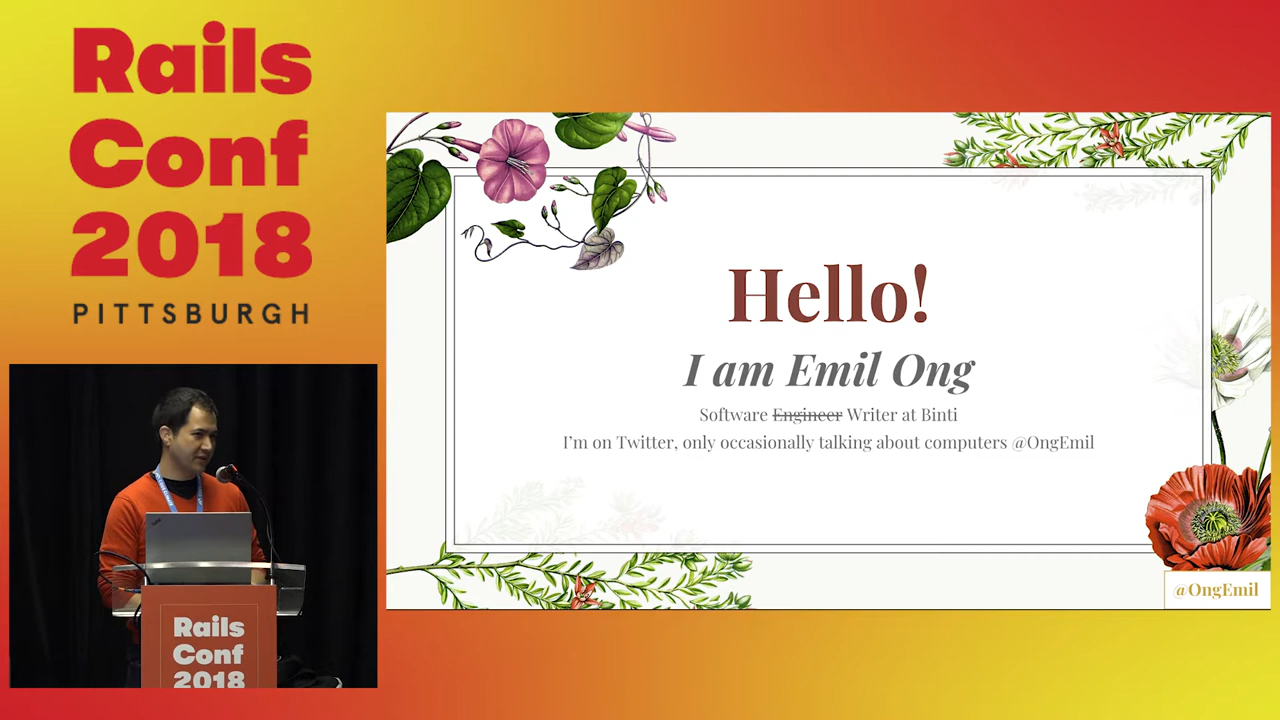 Rails
Conf
2018
PITTSBURGH
Hello!
I am Emil Ong
Software Engineer Writer at Binti
I'm on Twitter, only occasionally talking about computers @OngEmil
@OngEmil
Rails
Conf
2018